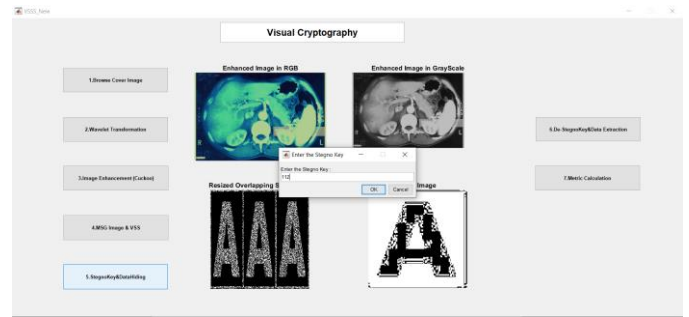 VSSS_New
Visual Cryptography
Enhanced Image in RGB
Enhanced Image in GrayScale
1.Browse Cover Image
2.Wavelet Transformation
3.Image Enhancement (Cuckoo)
4.MSG Image & VSS
5.StegnoKey&DataHiding
6.De-StegnoKey&Data Extraction
7.Metric Calculation
R
L
Enter the Stegno Key
Enter the Stegno Key :
112
OK
Cancel
Resized Overlapping S
Image
A A A
A